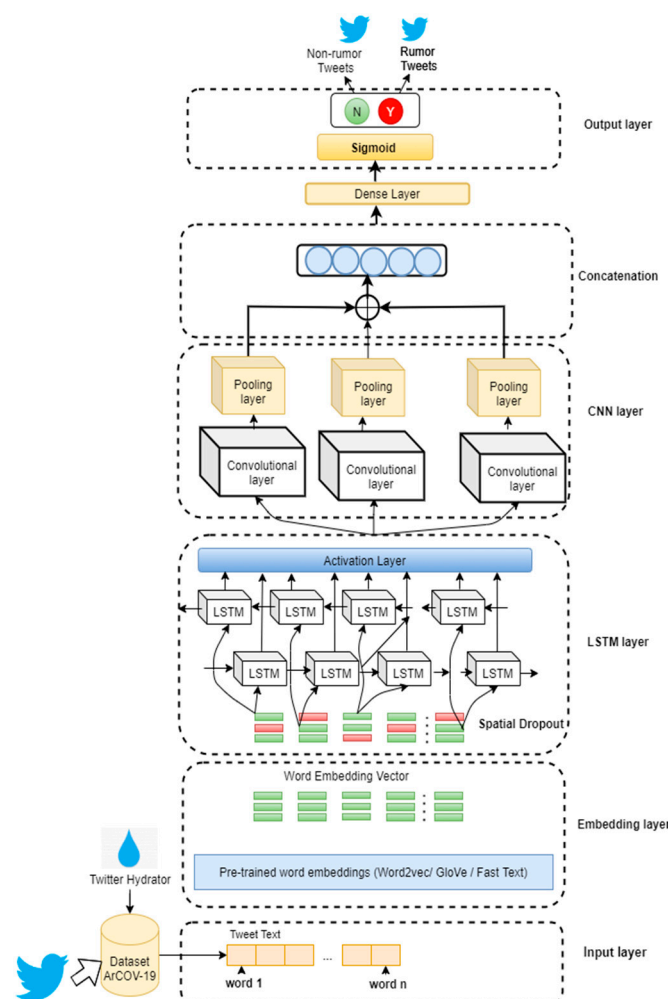 Non-rumor
Tweets
Rumor
Tweets
N
Y
Sigmoid
Output layer
Dense Layer
Concatenation
Pooling
layer
Pooling
layer
Pooling
layer
CNN layer
Convolutional
layer
Convolutional
layer
Convolutional
layer
Activation Layer
LSTM
LSTM
LSTM
LSTM
LSTM layer
LSTM
LSTM
LSTM
LSTM
Spatial Dropout
Word Embedding Vector
Embedding layer
Pre-trained word embeddings (Word2vec/ GloVe / Fast Text)
Twitter Hydrator
Dataset
ArCOV-19
Tweet Text
...
word 1
word n
Input layer